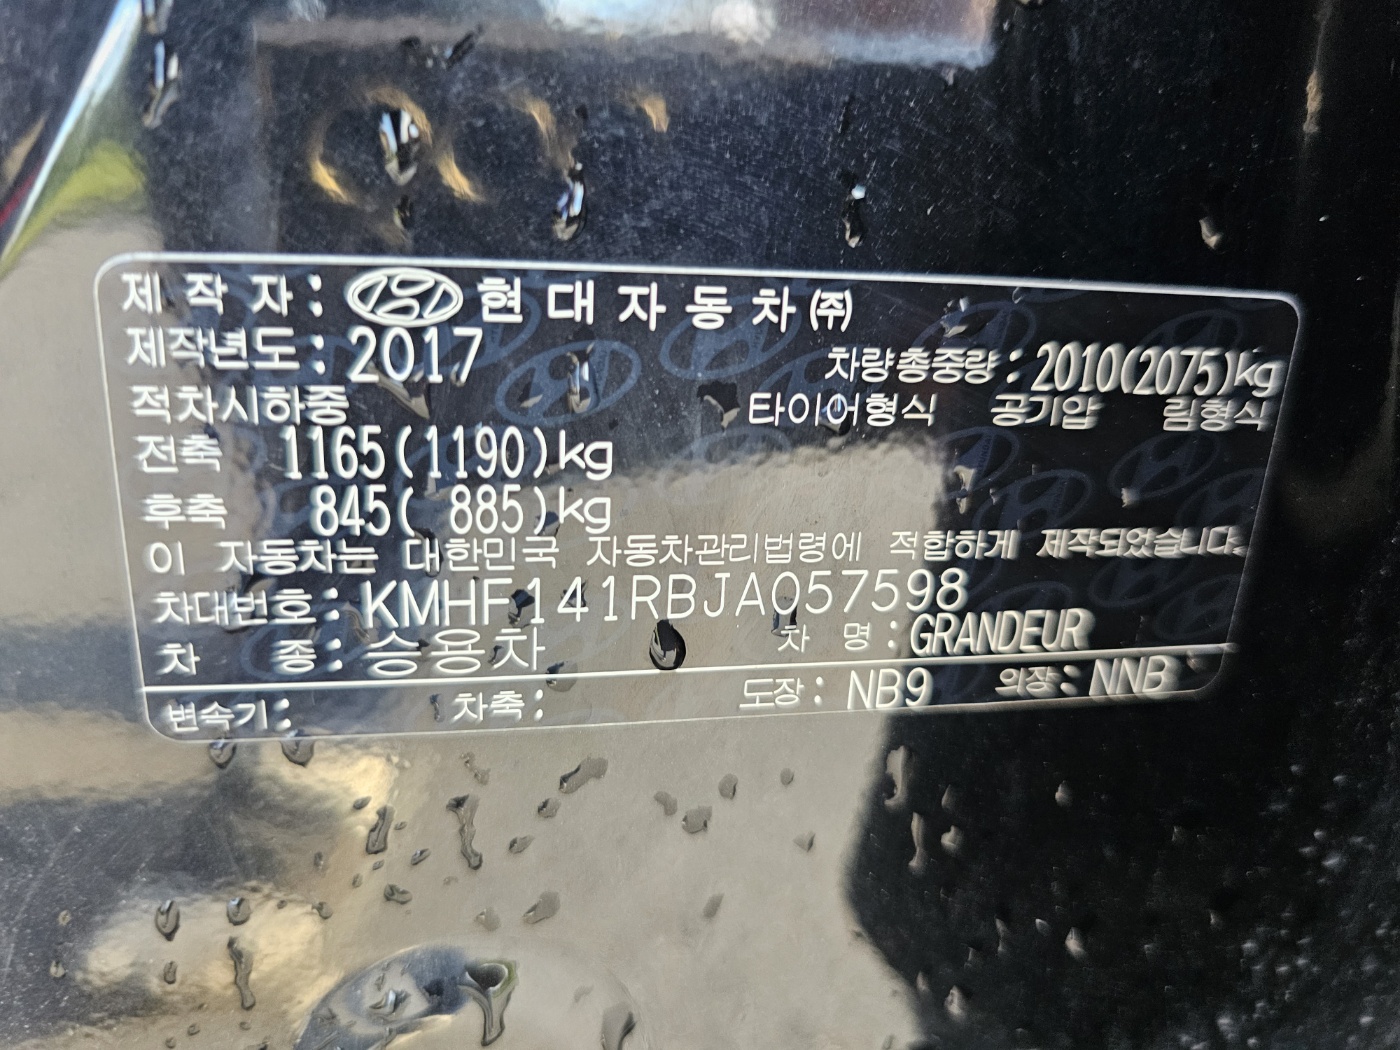 제 작 자 : 현 대 자 동 차 ㈜
제작년도 : 2017
차량총중량 : 2010(2075)kg
적차시하중
타이어형식 공기압 림형식
전축 1165(1190)kg
후축 845( 885)kg
이 자동차는 대한민국 자동차관리법령에 적합하게 제작되었습니다.
차대번호 : KMHF141RBJA057598
차 종 : 승용차
차 명 : GRANDEUR
변속기 : 차축 : 도장 : NB9 의장 : NNB